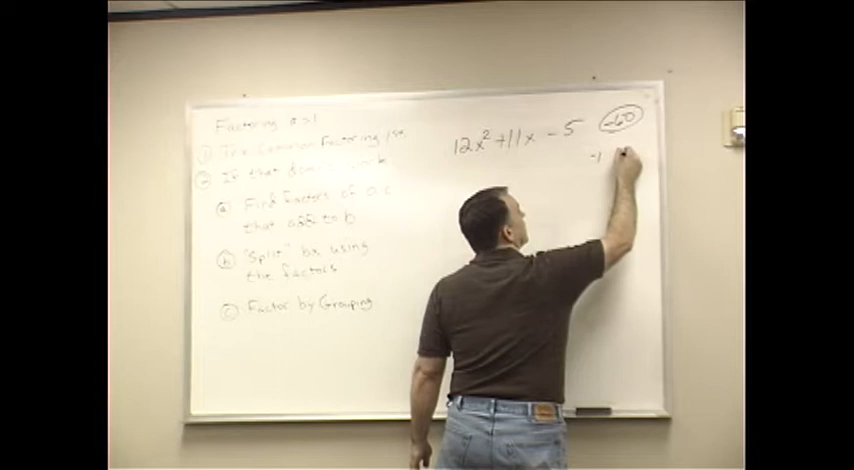 Factoring a>1
① Try Common Factoring 1st
② If that doesn't work
ⓐ Find factors of a·c
that add to b
ⓑ "Split" bx using
the factors
ⓒ Factor by Grouping
12x² +11x - 5
-60
-1